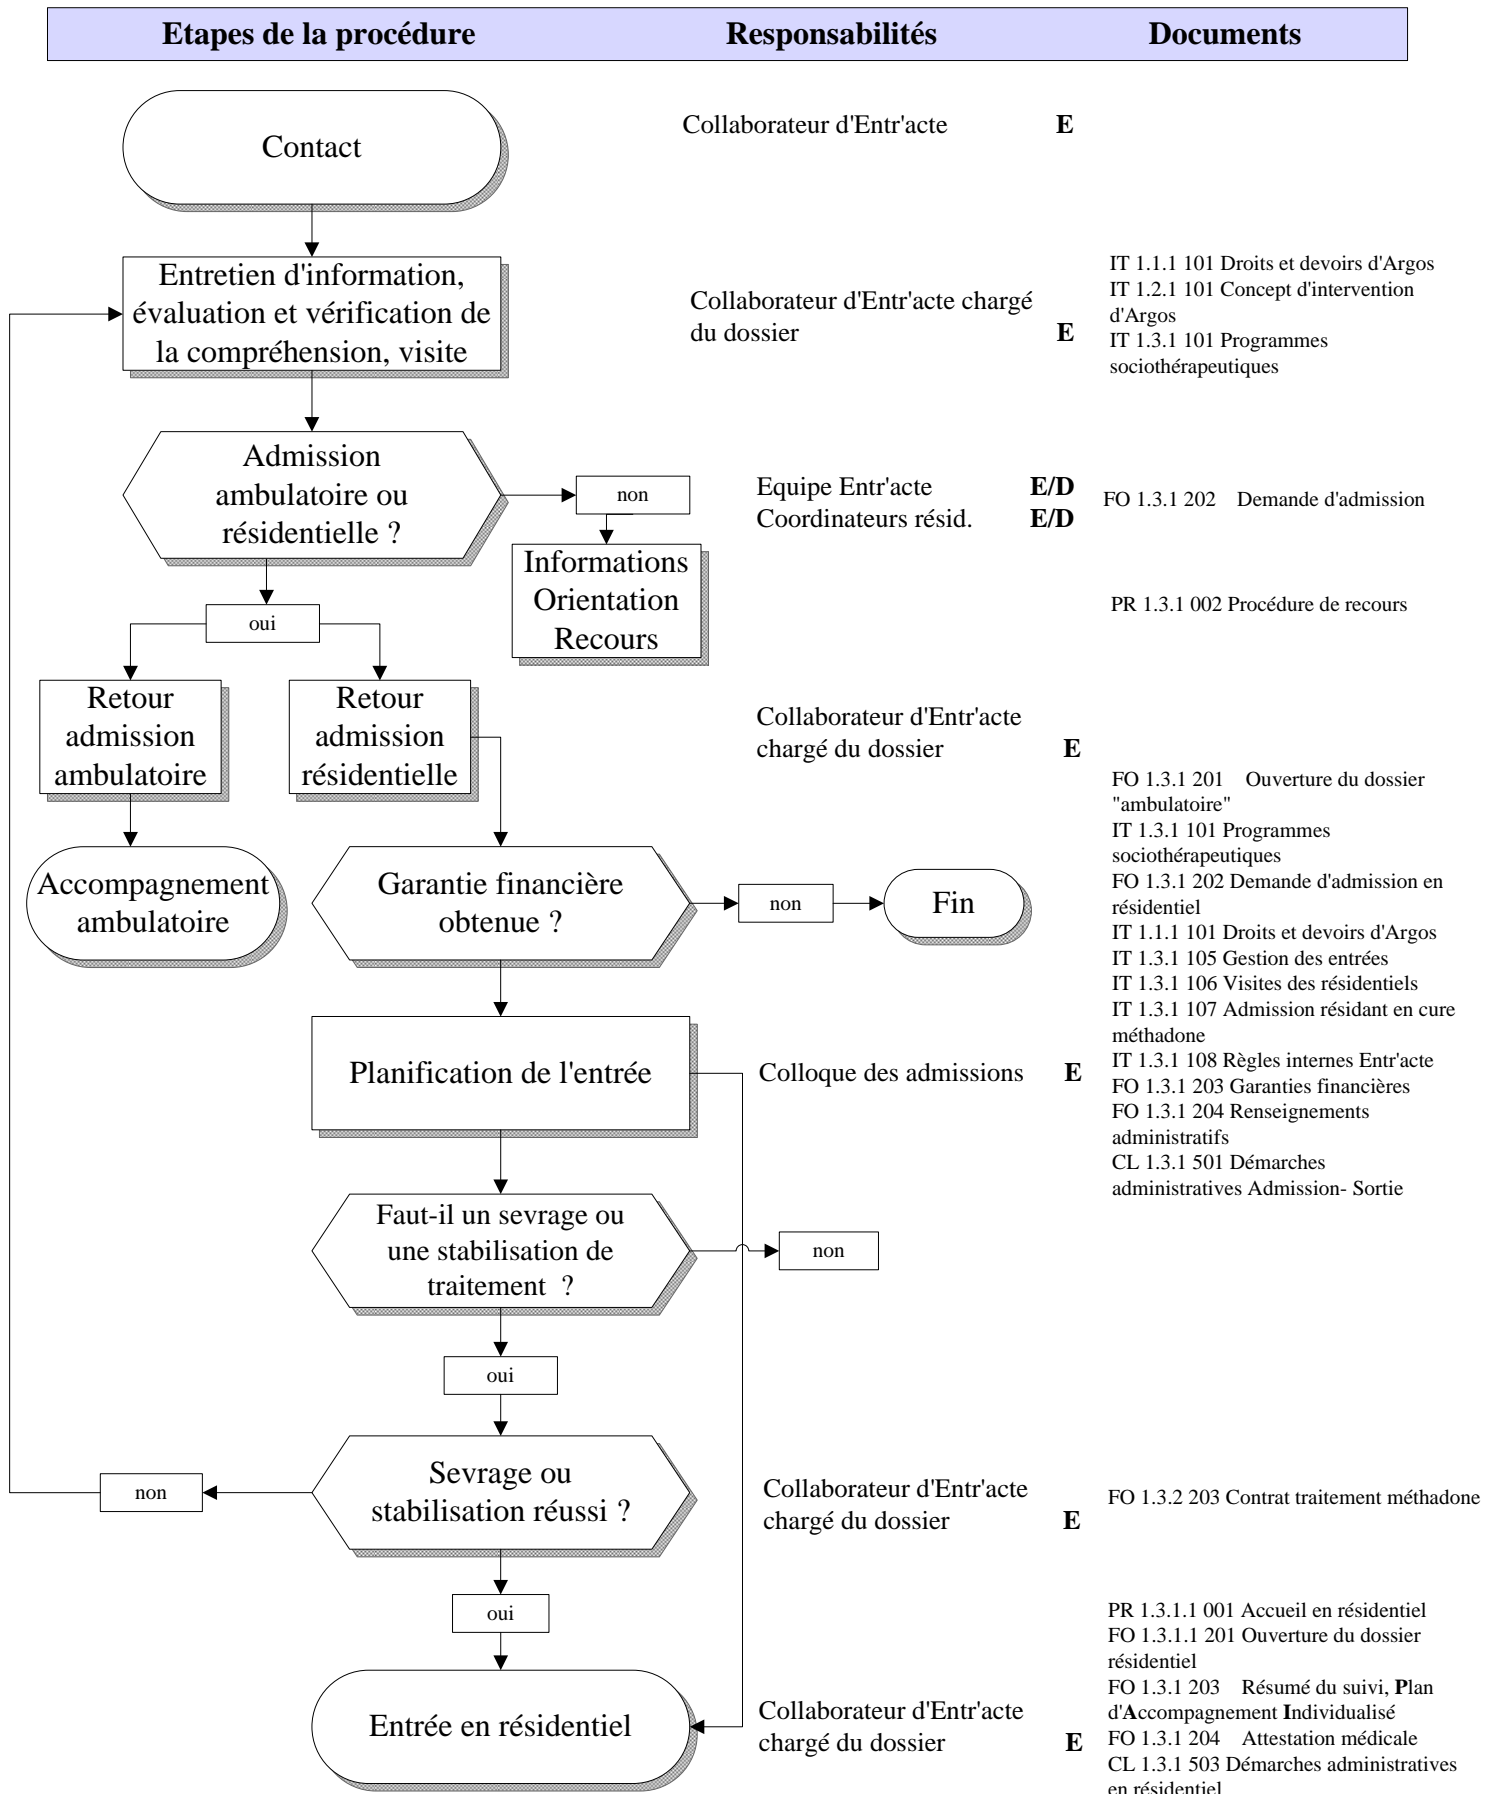 Etapes de la procédure Responsabilités Documents
Contact
Collaborateur d'Entr'acte E
Entretien d'information,
évaluation et vérification de
la compréhension, visite
Collaborateur d'Entr'acte chargé
du dossier E
IT 1.1.1 101 Droits et devoirs d'Argos
IT 1.2.1 101 Concept d'intervention
d'Argos
IT 1.3.1 101 Programmes
sociothérapeutiques
Admission
ambulatoire ou
résidentielle ?
non
Equipe Entr'acte E/D
Coordinateurs résid. E/D
FO 1.3.1 202 Demande d'admission
Informations
Orientation
Recours
PR 1.3.1 002 Procédure de recours
oui
Retour
admission
ambulatoire
Retour
admission
résidentielle
Collaborateur d'Entr'acte
chargé du dossier E
Accompagnement
ambulatoire
Garantie financière
obtenue ?
non
Fin
FO 1.3.1 201 Ouverture du dossier
"ambulatoire"
IT 1.3.1 101 Programmes
sociothérapeutiques
FO 1.3.1 202 Demande d'admission en
résidentiel
IT 1.1.1 101 Droits et devoirs d'Argos
IT 1.3.1 105 Gestion des entrées
IT 1.3.1 106 Visites des résidentiels
IT 1.3.1 107 Admission résidant en cure
méthadone
IT 1.3.1 108 Règles internes Entr'acte
FO 1.3.1 203 Garanties financières
FO 1.3.1 204 Renseignements
administratifs
CL 1.3.1 501 Démarches
administratives Admission- Sortie
Planification de l'entrée
Colloque des admissions E
Faut-il un sevrage ou
une stabilisation de
traitement ?
non
oui
Sevrage ou
stabilisation réussi ?
non
Collaborateur d'Entr'acte
chargé du dossier E
FO 1.3.2 203 Contrat traitement méthadone
oui
Entrée en résidentiel
Collaborateur d'Entr'acte
chargé du dossier E
PR 1.3.1.1 001 Accueil en résidentiel
FO 1.3.1.1 201 Ouverture du dossier
résidentiel
FO 1.3.1 203 Résumé du suivi, Plan
d'Accompagnement Individualisé
FO 1.3.1 204 Attestation médicale
CL 1.3.1 503 Démarches administratives
en résidentiel